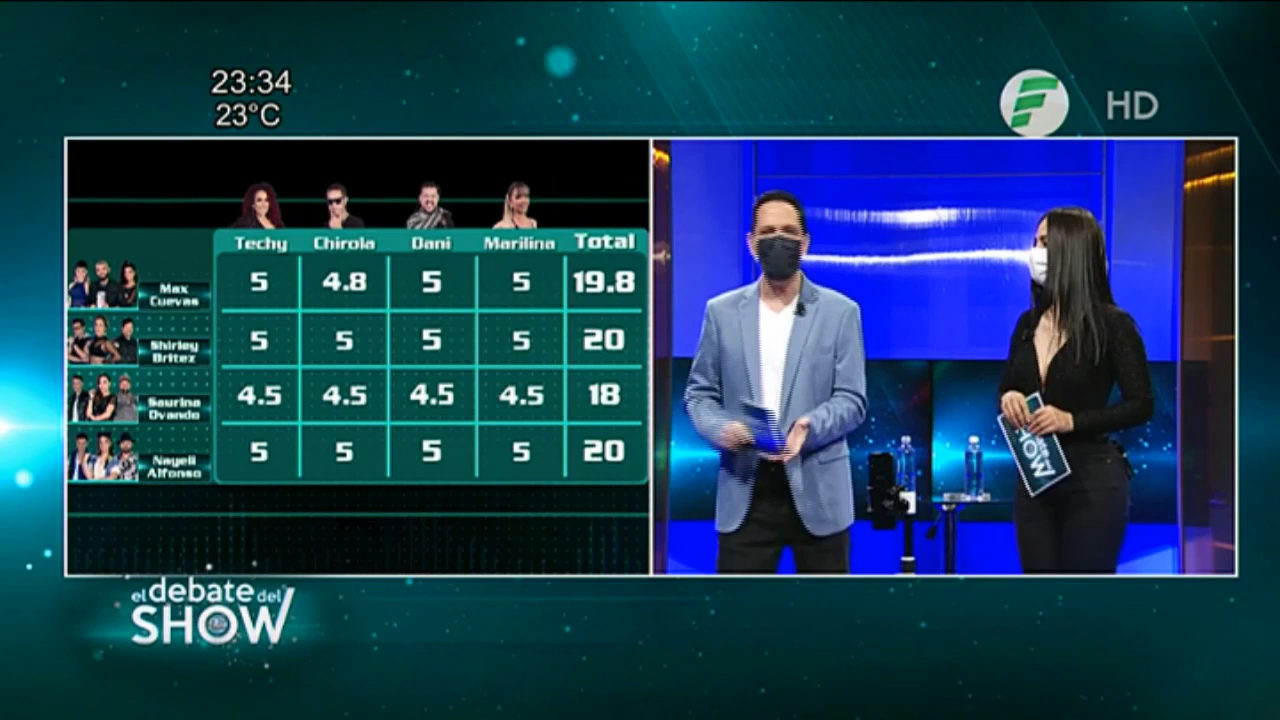 23:34
23°C
F HD
Techy Chirola Dani Marilina Total
Max
Cuevas
5 4.8 5 5 19.8
Shirley
Britez
5 5 5 5 20
Saurina
Ovando
4.5 4.5 4.5 4.5 18
Nayeli
Alfonso
5 5 5 5 20
SHOW
el debate del
SHOW